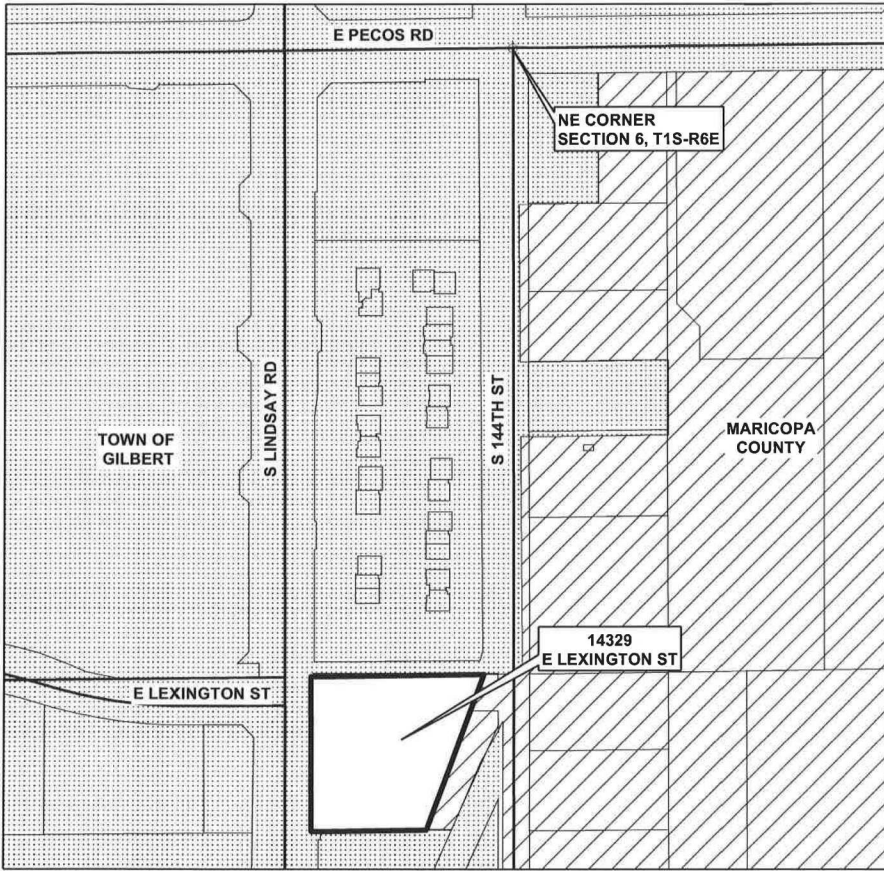 E PECOS RD
NE CORNER
SECTION 6, T1S-R6E
S LINDSAY RD
S 144TH ST
TOWN OF
GILBERT
MARICOPA
COUNTY
14329
E LEXINGTON ST
E LEXINGTON ST